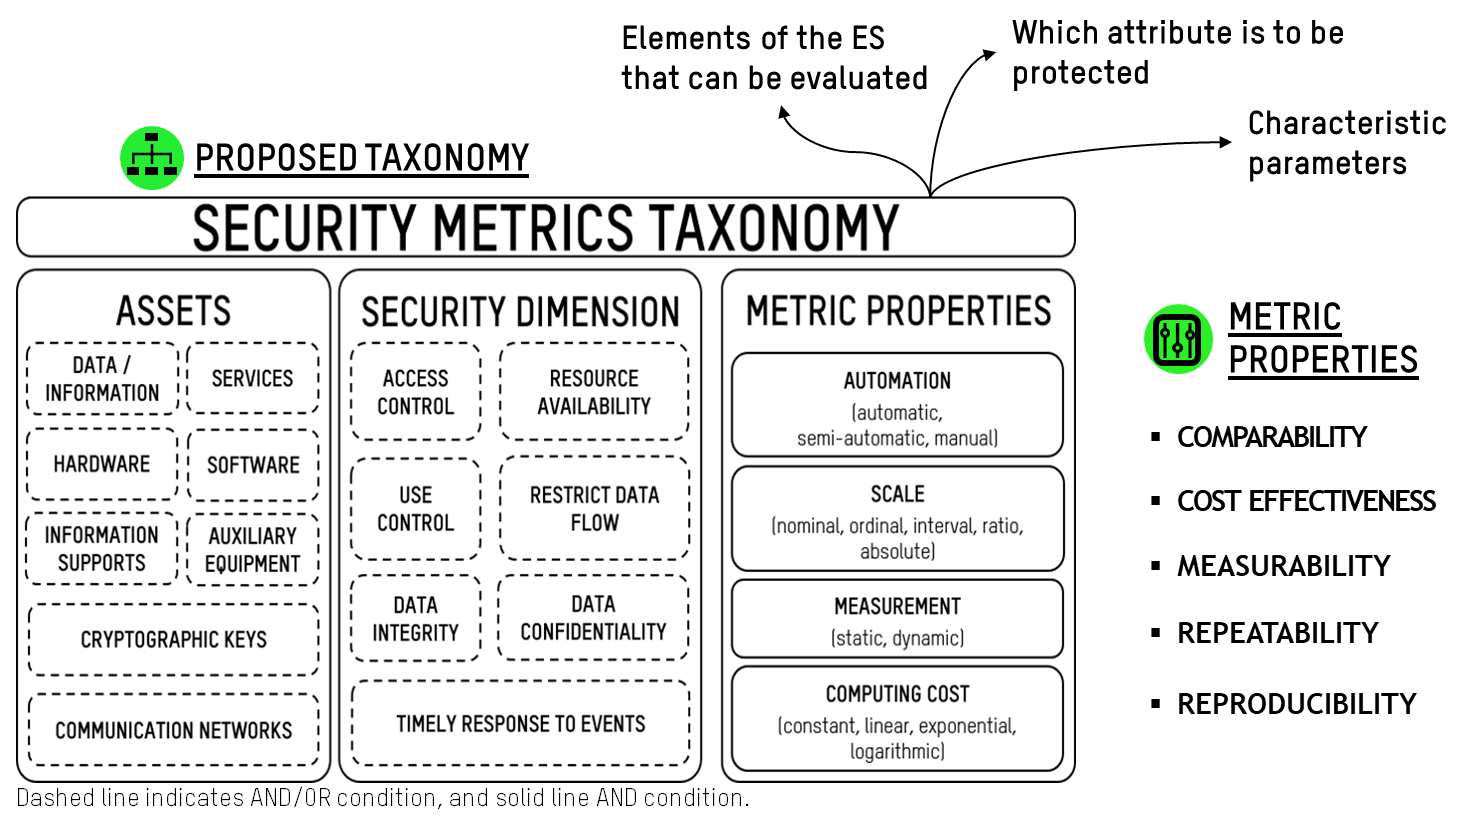 Elements of the ES
that can be evaluated
Which attribute is to be
protected
Characteristic
parameters
PROPOSED TAXONOMY
SECURITY METRICS TAXONOMY
ASSETS
DATA /
INFORMATION
SERVICES
HARDWARE
SOFTWARE
INFORMATION
SUPPORTS
AUXILIARY
EQUIPMENT
CRYPTOGRAPHIC KEYS
COMMUNICATION NETWORKS
SECURITY DIMENSION
ACCESS
CONTROL
RESOURCE
AVAILABILITY
USE
CONTROL
RESTRICT DATA
FLOW
DATA
INTEGRITY
DATA
CONFIDENTIALITY
TIMELY RESPONSE TO EVENTS
METRIC PROPERTIES
AUTOMATION
(automatic,
semi-automatic, manual)
SCALE
(nominal, ordinal, interval, ratio,
absolute)
MEASUREMENT
(static, dynamic)
COMPUTING COST
(constant, linear, exponential,
logarithmic)
METRIC
PROPERTIES
▪ COMPARABILITY
▪ COST EFFECTIVENESS
▪ MEASURABILITY
▪ REPEATABILITY
▪ REPRODUCIBILITY
Dashed line indicates AND/OR condition, and solid line AND condition.